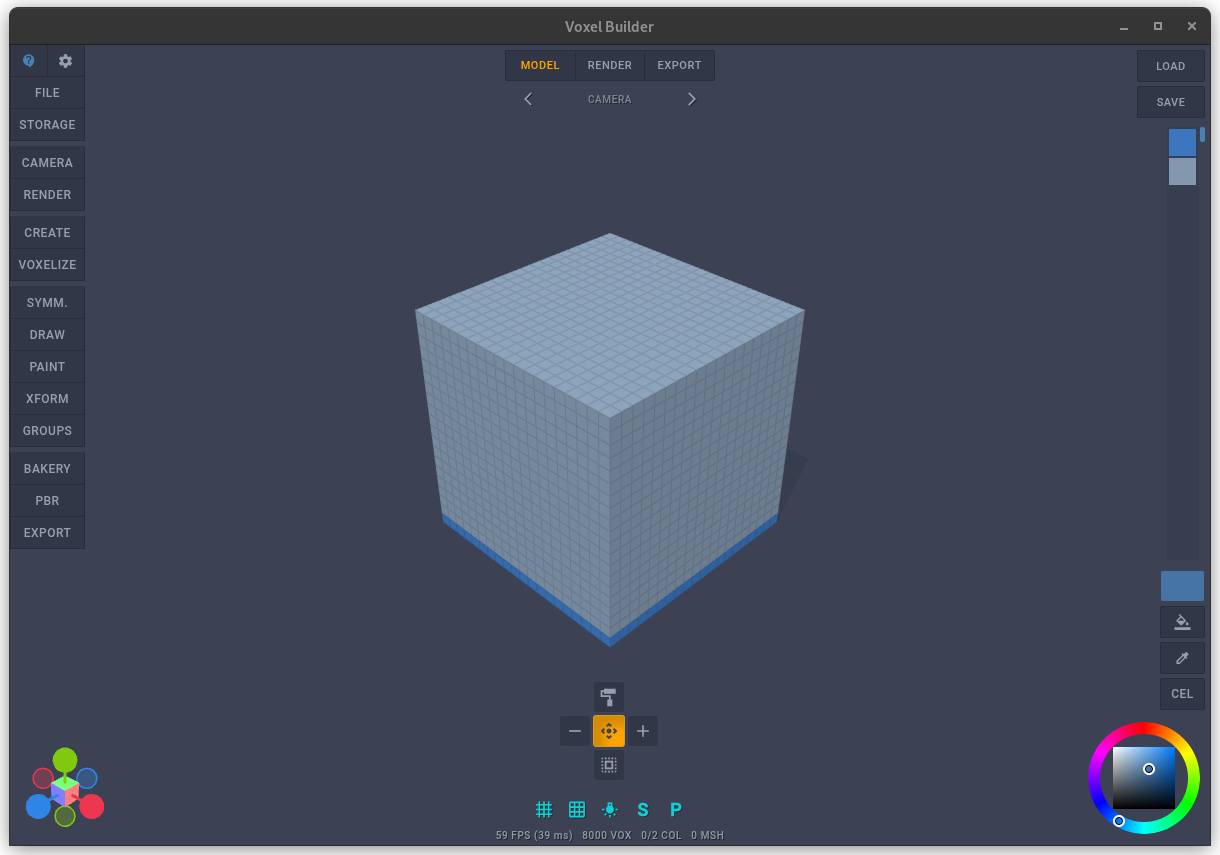 Voxel Builder
MODEL RENDER EXPORT
CAMERA
LOAD
SAVE
FILE
STORAGE
CAMERA
RENDER
CREATE
VOXELIZE
SYMM.
DRAW
PAINT
XFORM
GROUPS
BAKERY
PBR
EXPORT
CEL
S P
59 FPS (39 ms) 8000 VOX 0/2 COL 0 MSH